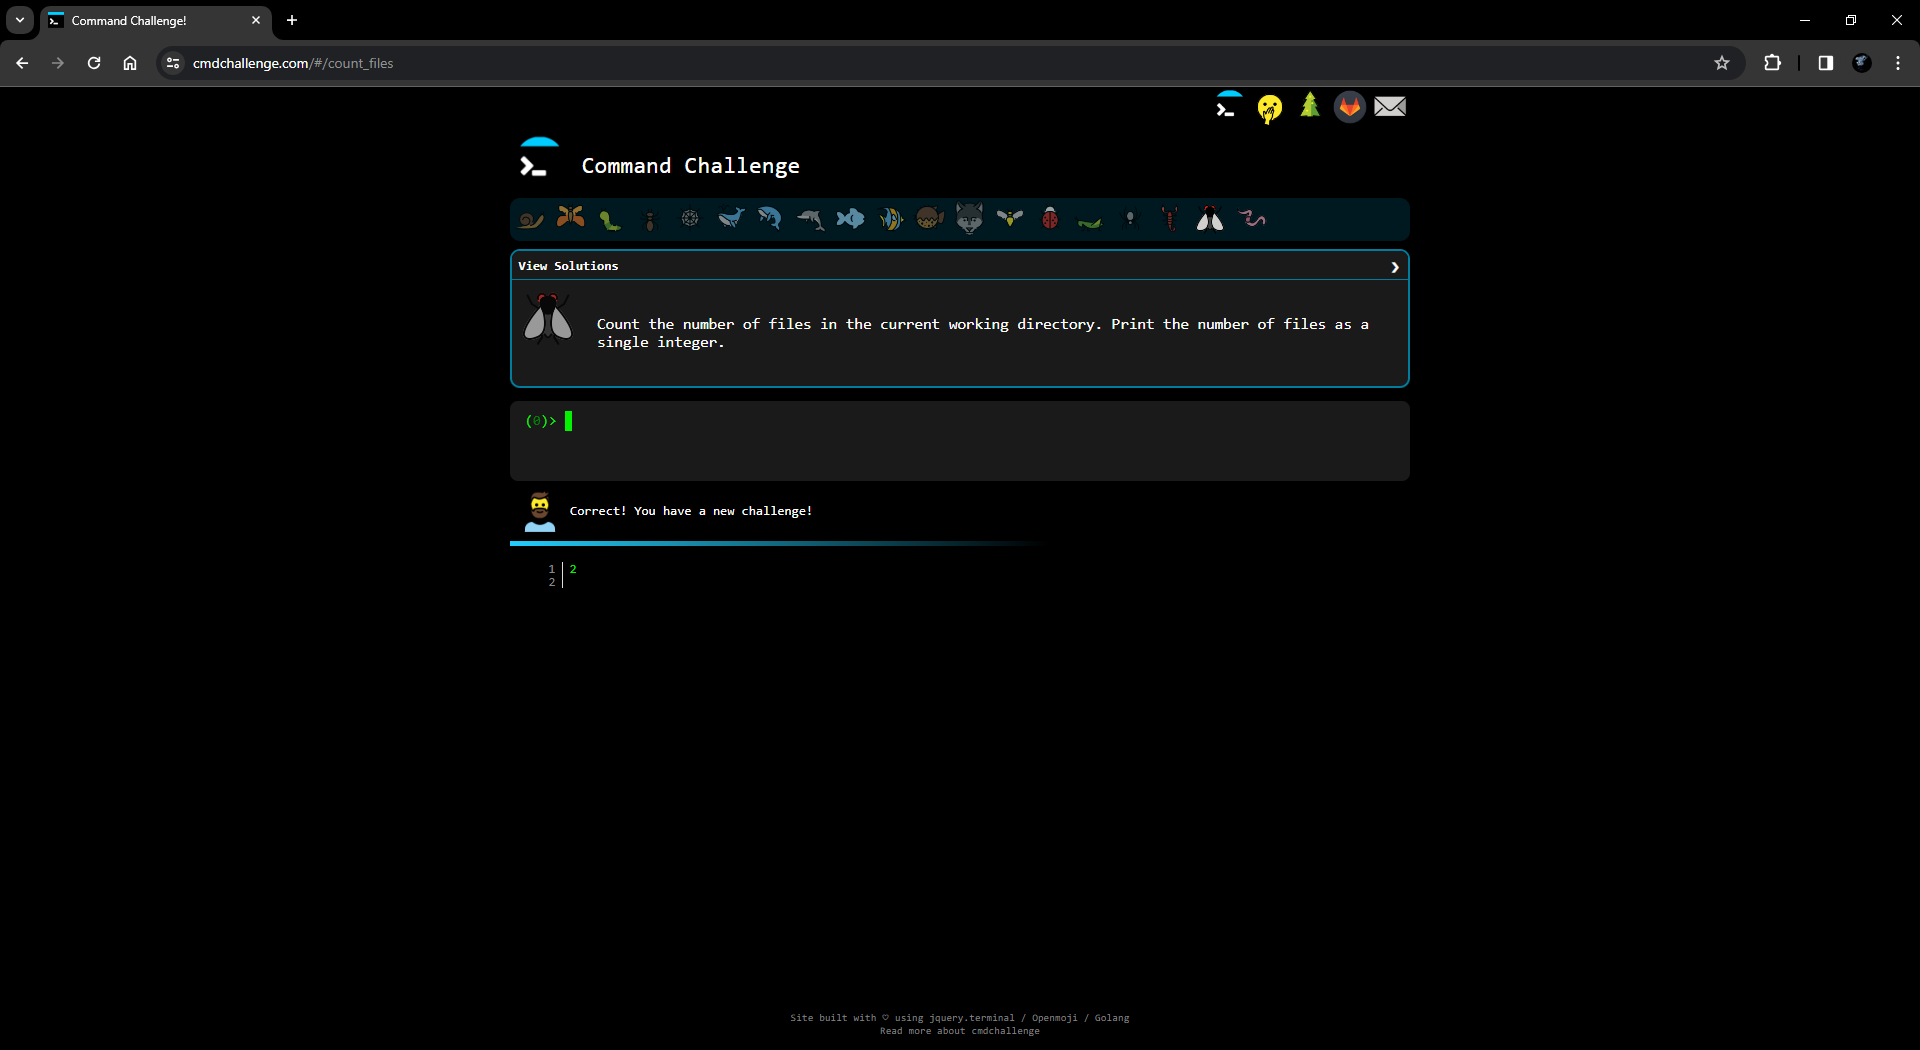 Command Challenge!
cmdchallenge.com/#/count_files
Command Challenge
View Solutions
Count the number of files in the current working directory. Print the number of files as a
single integer.
(0)>
Correct! You have a new challenge!
1 2
2
Site built with ♡ using jquery.terminal / Openmoji / Golang
Read more about cmdchallenge